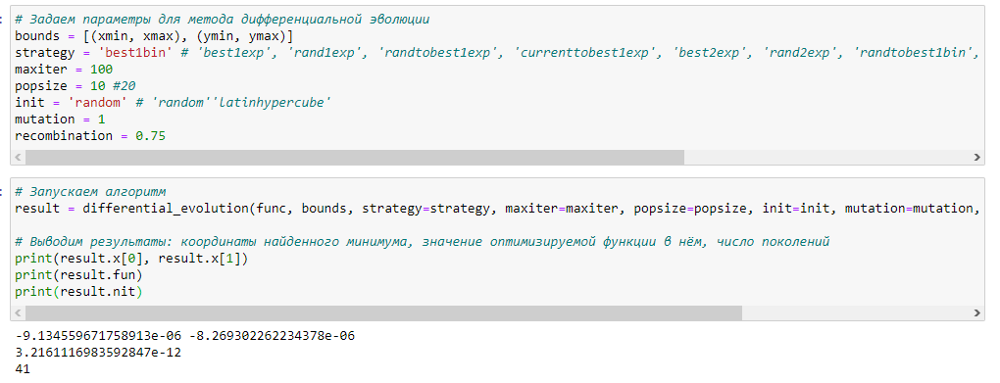 # Задаем параметры для метода дифференциальной эволюции
bounds = [(xmin, xmax), (ymin, ymax)]
strategy = 'best1bin' # 'best1exp', 'rand1exp', 'randtobest1exp', 'currenttobest1exp', 'best2exp', 'rand2exp', 'randtobest1bin',
maxiter = 100
popsize = 10 #20
init = 'random' # 'random''latinhypercube'
mutation = 1
recombination = 0.75
# Запускаем алгоритм
result = differential_evolution(func, bounds, strategy=strategy, maxiter=maxiter, popsize=popsize, init=init, mutation=mutation,
# Выводим результаты: координаты найденного минимума, значение оптимизируемой функции в нём, число поколений
print(result.x[0], result.x[1])
print(result.fun)
print(result.nit)
-9.134559671758913e-06 -8.269302262234378e-06
3.2161116983592847e-12
41